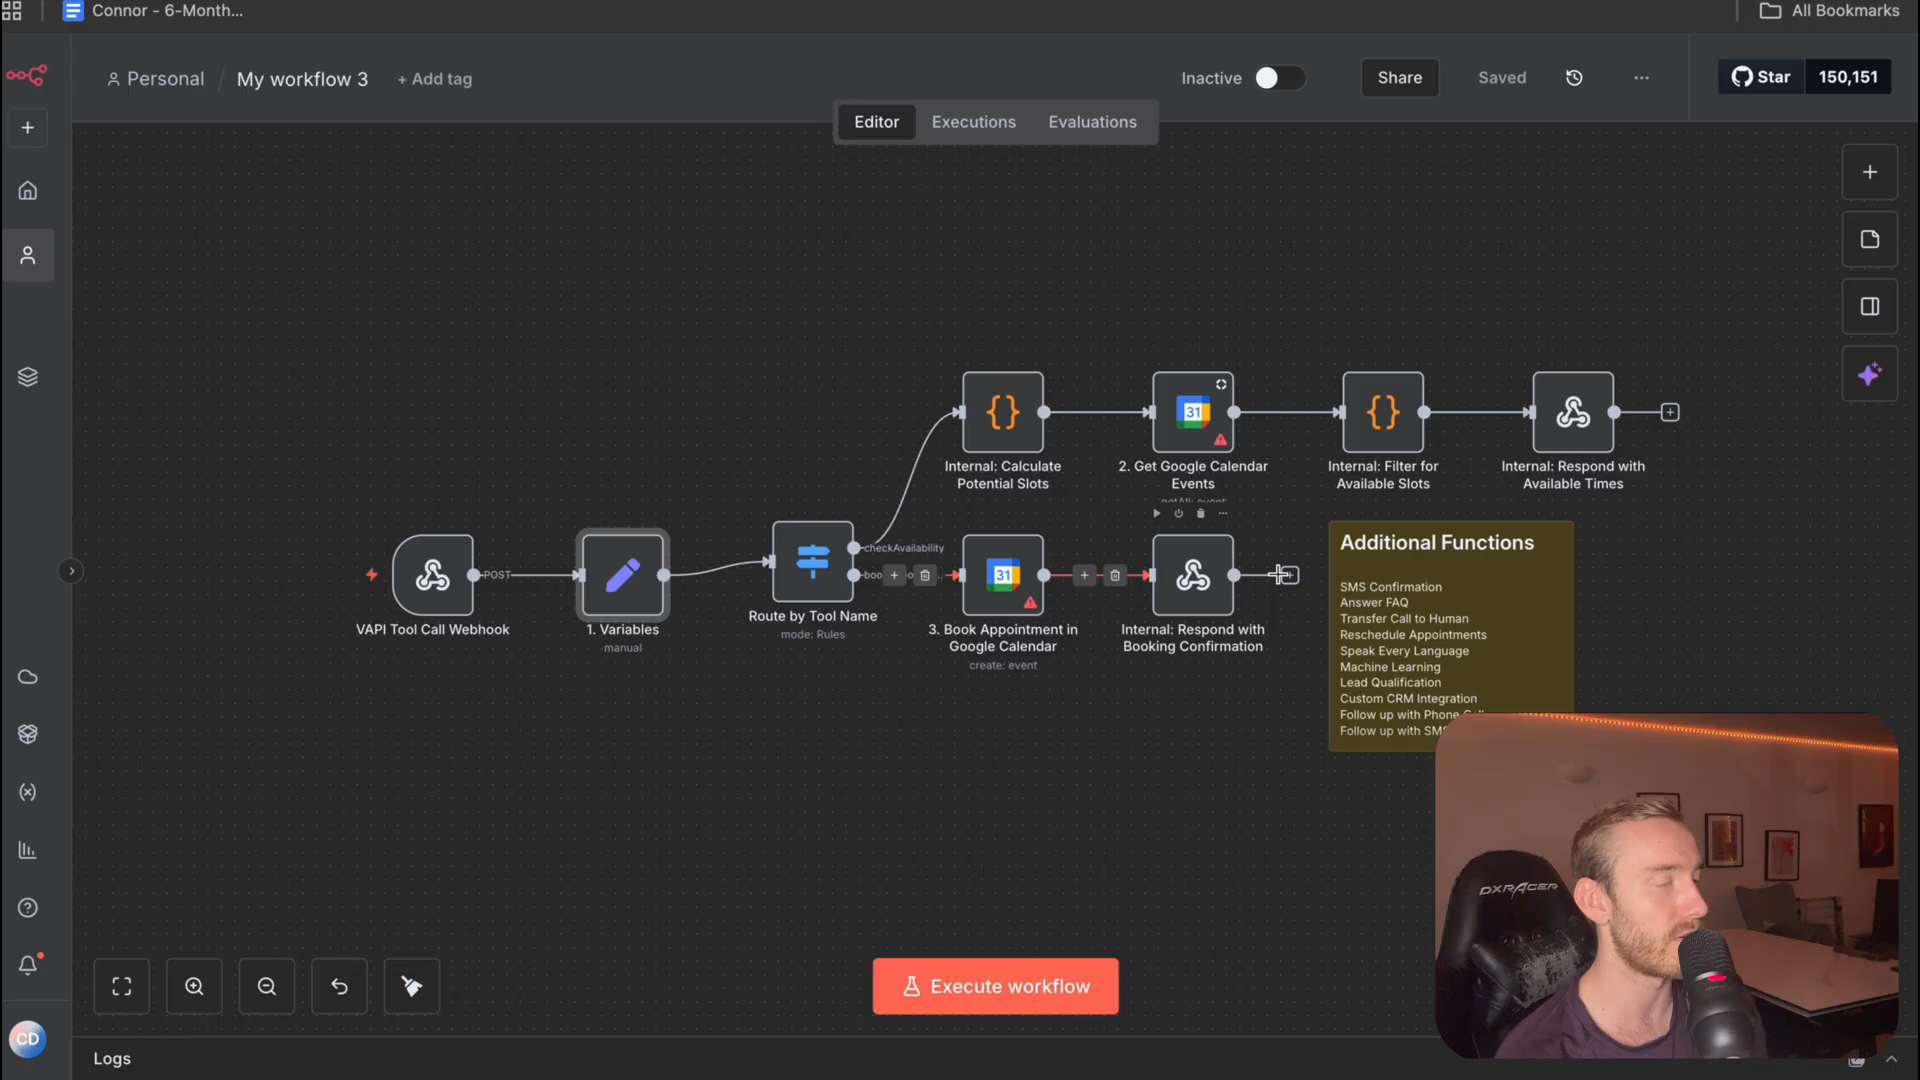 Connor - 6-Month...
All Bookmarks
Personal / My workflow 3 + Add tag
Inactive
Share
Saved
Star 150,151
Editor Executions Evaluations
Internal: Calculate
Potential Slots
2. Get Google Calendar
Events
getAll: event
Internal: Filter for
Available Slots
Internal: Respond with
Available Times
31
POST
checkAvailability
31
VAPI Tool Call Webhook
1. Variables
manual
Route by Tool Name
mode: Rules
3. Book Appointment in
Google Calendar
create: event
Internal: Respond with
Booking Confirmation
Additional Functions
SMS Confirmation
Answer FAQ
Transfer Call to Human
Reschedule Appointments
Speak Every Language
Machine Learning
Lead Qualification
Custom CRM Integration
Follow up with Phone
Follow up with
DXRACER
Execute workflow
CD
Logs